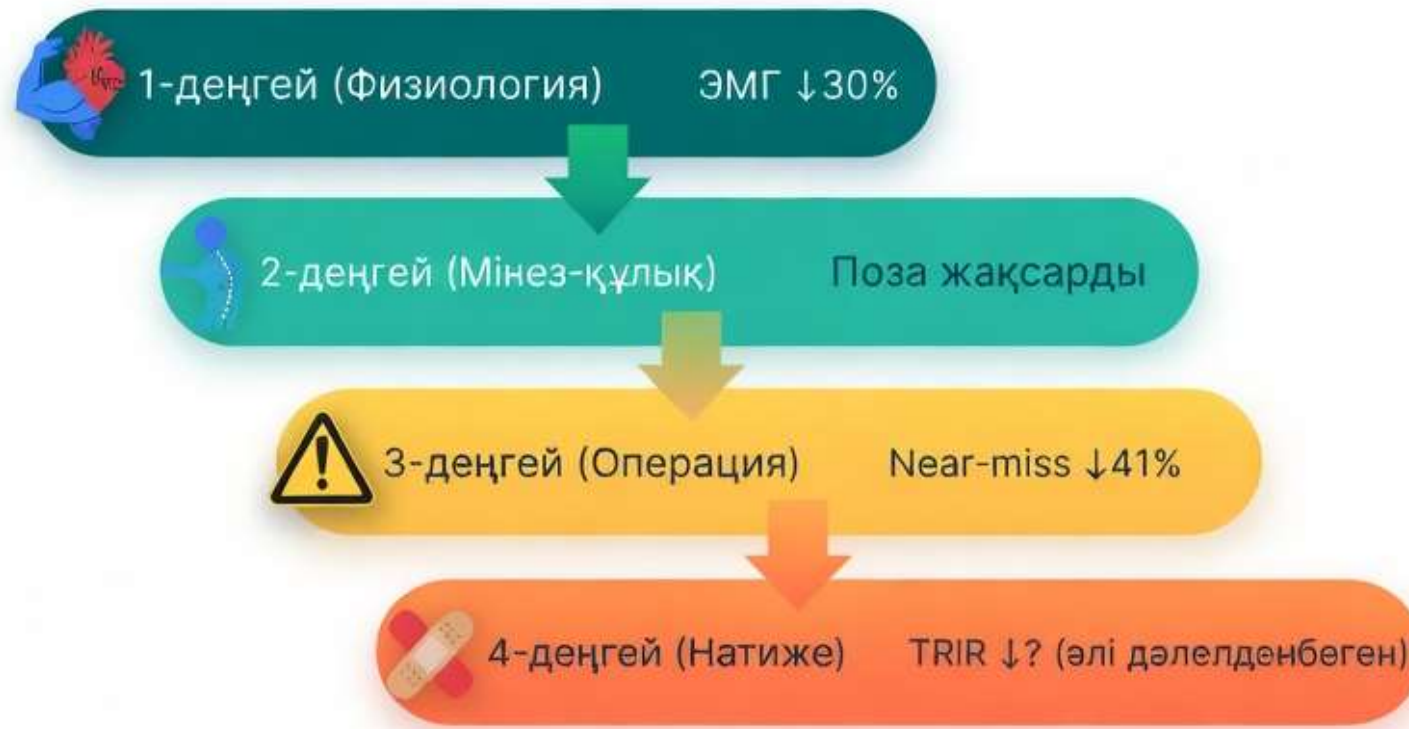 1-деңгей (Физиология) ЭМГ ↓30%
2-деңгей (Мінез-құлық) Поза жақсарды
3-деңгей (Операция) Near-miss ↓41%
4-деңгей (Натиже) TRIR ↓? (әлі дәлелденбеген)